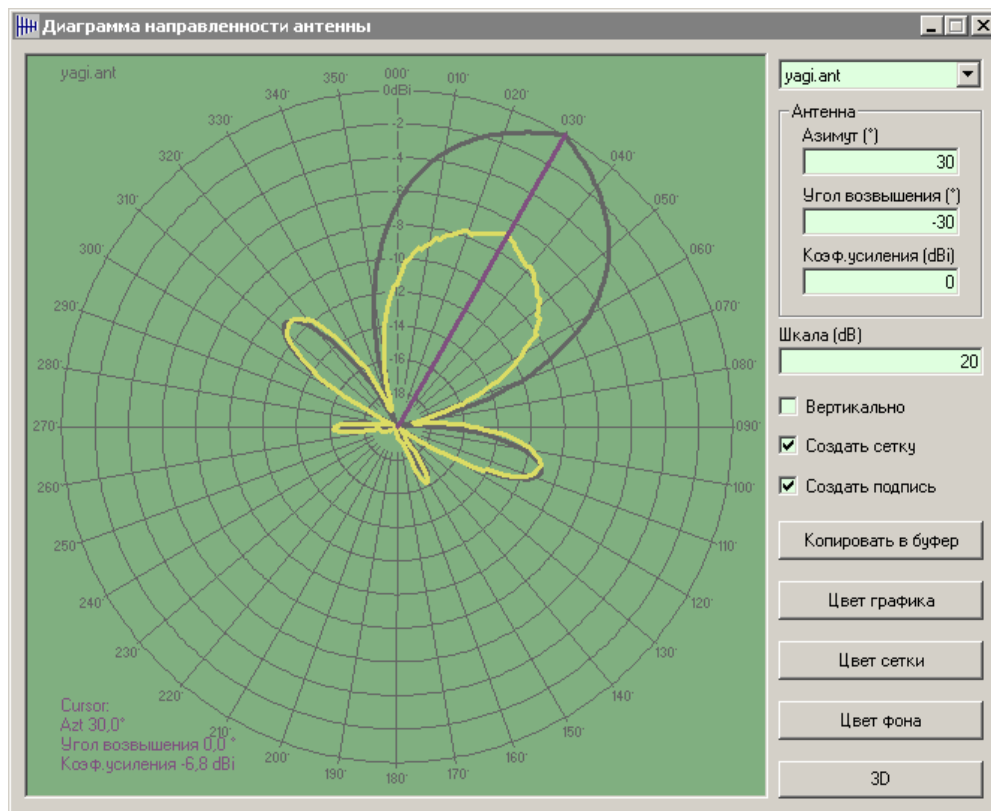 Диаграмма направленности антенны
yagi.ant
000°
010°
020°
030°
040°
050°
060°
070°
080°
090°
100°
110°
120°
130°
140°
150°
160°
170°
180°
190°
200°
210°
220°
230°
240°
250°
260°
270°
280°
290°
300°
310°
320°
330°
340°
350°
0dBi
-2
-4
-6
-8
-10
-12
-14
-16
-18
Cursor:
Azt 30,0°
Угол возвышения 0,0 °
Коэф.усиления -6,8 dBi
yagi.ant
Антенна
Азимут (°)
30
Угол возвышения (°)
-30
Коэф.усиления (dBi)
0
Шкала (dB)
20
Вертикально
Создать сетку
Создать подпись
Копировать в буфер
Цвет графика
Цвет сетки
Цвет фона
3D